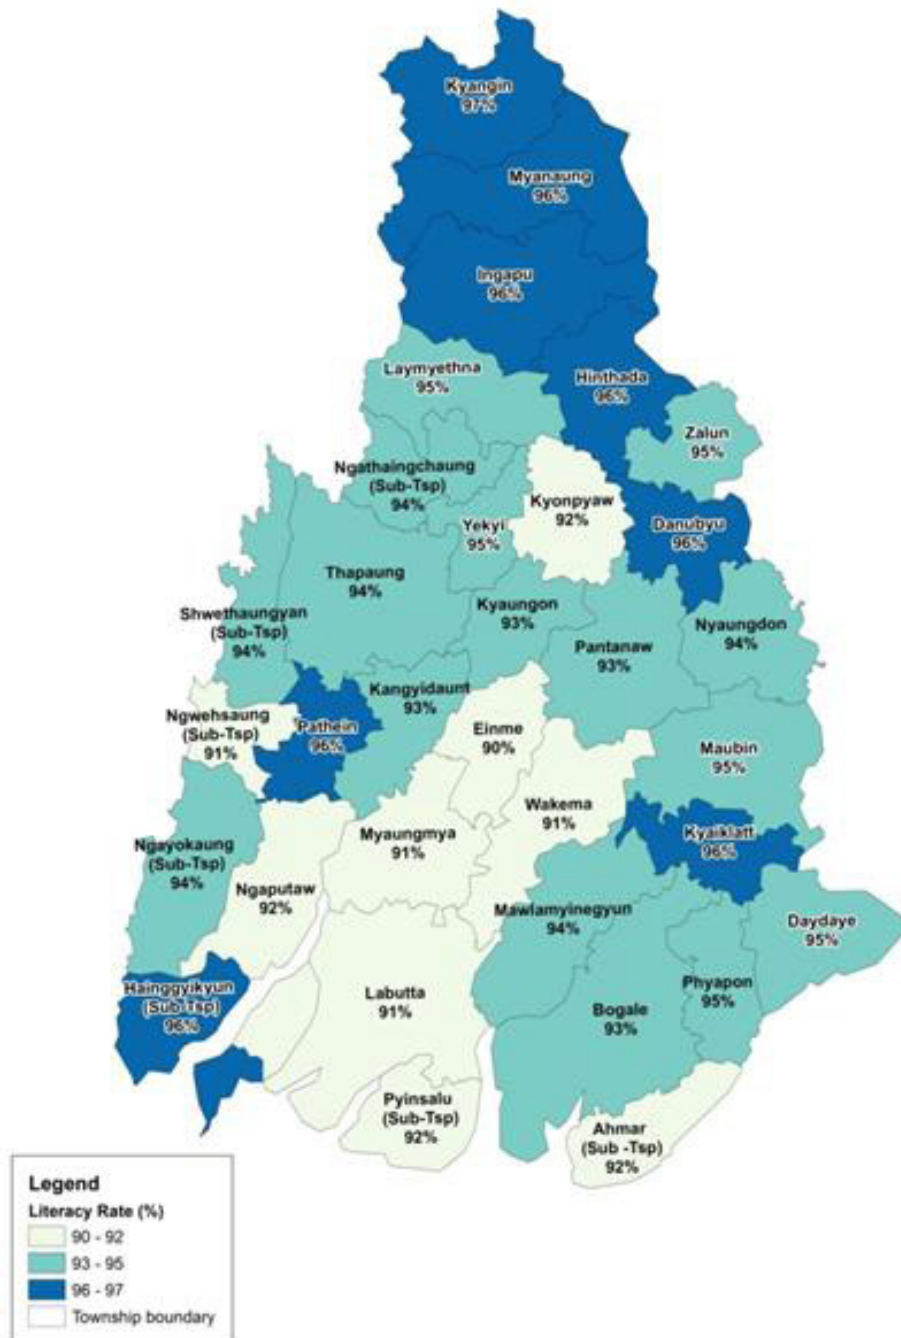 Kyangin
97%
Myanaung
96%
Ingapu
96%
Laymyethna
95%
Hinthada
96%
Zalun
95%
Ngathaingchaung
(Sub-Tsp)
94%
Kyonpyaw
92%
Yekyi
95%
Danubyu
96%
Thapaung
94%
Shwethaungyan
(Sub-Tsp)
94%
Kyaungon
93%
Pantanaw
93%
Nyaungdon
94%
Kangyidaunt
93%
Ngwehsaung
(Sub-Tsp)
91%
Pathein
96%
Einme
90%
Maubin
95%
Wakema
91%
Myaungmya
91%
Kyaiklatt
96%
Ngayokaung
(Sub-Tsp)
94%
Ngaputaw
92%
Mawlamyinegyun
94%
Daydaye
95%
Hainggyikyun
(Sub-Tsp)
96%
Labutta
91%
Bogale
93%
Phyapon
95%
Pyinsalu
(Sub-Tsp)
92%
Ahmar
(Sub -Tsp)
92%
Legend
Literacy Rate (%)
90 - 92
93 - 95
96 - 97
Township boundary